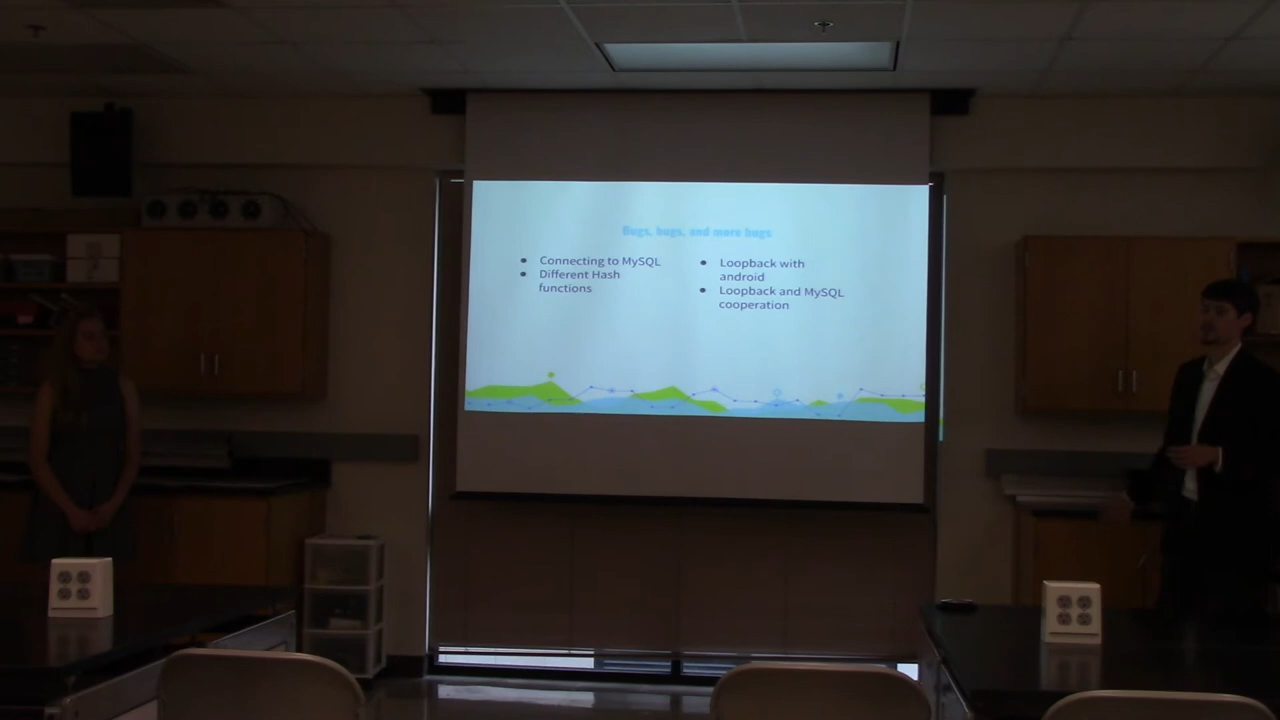 Bugs, bugs, and more bugs
● Connecting to MySQL
● Different Hash
functions
● Loopback with
android
● Loopback and MySQL
cooperation